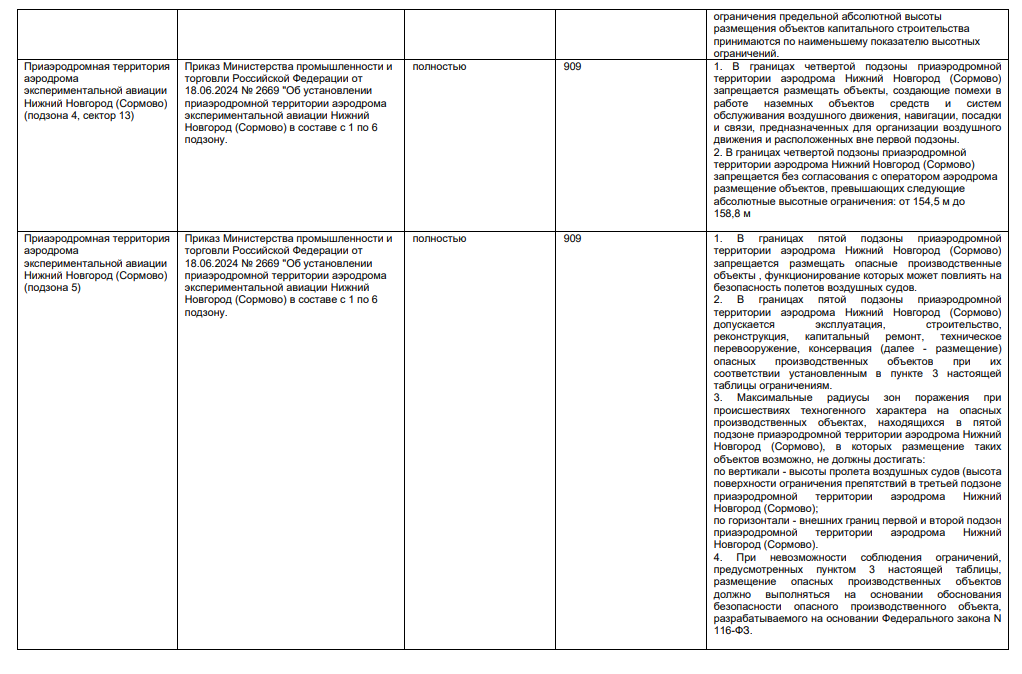 ограничения предельной абсолютной высоты
размещения объектов капитального строительства
принимаются по наименьшему показателю высотных
ограничений.
Приаэродромная территория
аэродрома
экспериментальной авиации
Нижний Новгород (Сормово)
(подзона 4, сектор 13)
Приказ Министерства промышленности и
торговли Российской Федерации от
18.06.2024 № 2669 "Об установлении
приаэродромной территории аэродрома
экспериментальной авиации Нижний
Новгород (Сормово) в составе с 1 по 6
подзону.
полностью
909
1. В границах четвертой подзоны приаэродромной
территории аэродрома Нижний Новгород (Сормово)
запрещается размещать объекты, создающие помехи в
работе наземных объектов средств и систем
обслуживания воздушного движения, навигации, посадки
и связи, предназначенных для организации воздушного
движения и расположенных вне первой подзоны.
2. В границах четвертой подзоны приаэродромной
территории аэродрома Нижний Новгород (Сормово)
запрещается без согласования с оператором аэродрома
размещение объектов, превышающих следующие
абсолютные высотные ограничения: от 154,5 м до
158,8 м
Приаэродромная территория
аэродрома
экспериментальной авиации
Нижний Новгород (Сормово)
(подзона 5)
Приказ Министерства промышленности и
торговли Российской Федерации от
18.06.2024 № 2669 "Об установлении
приаэродромной территории аэродрома
экспериментальной авиации Нижний
Новгород (Сормово) в составе с 1 по 6
подзону.
полностью
909
1. В границах пятой подзоны приаэродромной
территории аэродрома Нижний Новгород (Сормово)
запрещается размещать опасные производственные
объекты , функционирование которых может повлиять на
безопасность полетов воздушных судов.
2. В границах пятой подзоны приаэродромной
территории аэродрома Нижний Новгород (Сормово)
допускается эксплуатация, строительство,
реконструкция, капитальный ремонт, техническое
перевооружение, консервация (далее - размещение)
опасных производственных объектов при их
соответствии установленным в пункте 3 настоящей
таблицы ограничениям.
3. Максимальные радиусы зон поражения при
происшествиях техногенного характера на опасных
производственных объектах, находящихся в пятой
подзоне приаэродромной территории аэродрома Нижний
Новгород (Сормово), в которых размещение таких
объектов возможно, не должны достигать:
по вертикали - высоты пролета воздушных судов (высота
поверхности ограничения препятствий в третьей подзоне
приаэродромной территории аэродрома Нижний
Новгород (Сормово);
по горизонтали - внешних границ первой и второй подзон
приаэродромной территории аэродрома Нижний
Новгород (Сормово).
4. При невозможности соблюдения ограничений,
предусмотренных пунктом 3 настоящей таблицы,
размещение опасных производственных объектов
должно выполняться на основании обоснования
безопасности опасного производственного объекта,
разрабатываемого на основании Федерального закона N
116-ФЗ.